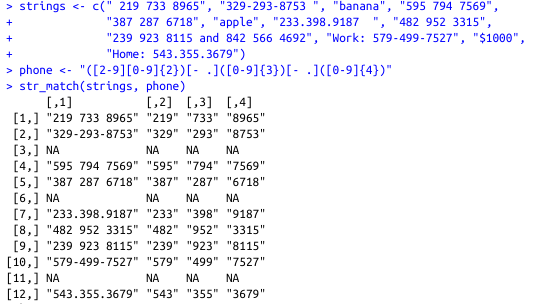 > strings <- c(" 219 733 8965", "329-293-8753 ", "banana", "595 794 7569",
+ "387 287 6718", "apple", "233.398.9187  ", "482 952 3315",
+ "239 923 8115 and 842 566 4692", "Work: 579-499-7527", "$1000",
+ "Home: 543.355.3679")
> phone <- "([2-9][0-9]{2})[- .]([0-9]{3})[- .]([0-9]{4})"
> str_match(strings, phone)
[,1] [,2] [,3] [,4]
[1,] "219 733 8965" "219" "733" "8965"
[2,] "329-293-8753" "329" "293" "8753"
[3,] NA NA NA NA
[4,] "595 794 7569" "595" "794" "7569"
[5,] "387 287 6718" "387" "287" "6718"
[6,] NA NA NA NA
[7,] "233.398.9187" "233" "398" "9187"
[8,] "482 952 3315" "482" "952" "3315"
[9,] "239 923 8115" "239" "923" "8115"
[10,] "579-499-7527" "579" "499" "7527"
[11,] NA NA NA NA
[12,] "543.355.3679" "543" "355" "3679"